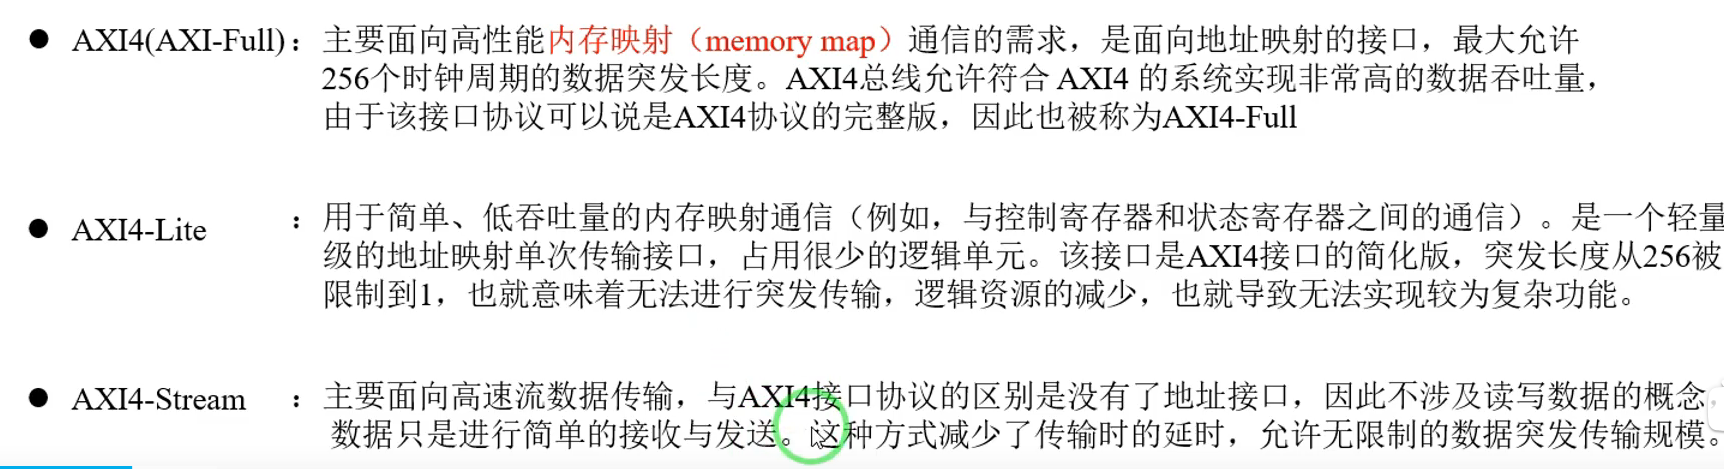 ● AXI4(AXI-Full)：主要面向高性能内存映射（memory map）通信的需求，是面向地址映射的接口，最大允许
256个时钟周期的数据突发长度。AXI4总线允许符合 AXI4 的系统实现非常高的数据吞吐量，
由于该接口协议可以说是AXI4协议的完整版，因此也被称为AXI4-Full
● AXI4-Lite ：用于简单、低吞吐量的内存映射通信（例如，与控制寄存器和状态寄存器之间的通信）。是一个轻量
级的地址映射单次传输接口，占用很少的逻辑单元。该接口是AXI4接口的简化版，突发长度从256被
限制到1，也就意味着无法进行突发传输，逻辑资源的减少，也就导致无法实现较为复杂功能。
● AXI4-Stream ：主要面向高速流数据传输，与AXI4接口协议的区别是没有了地址接口，因此不涉及读写数据的概念，
数据只是进行简单的接收与发送。这种方式减少了传输时的延时，允许无限制的数据突发传输规模。